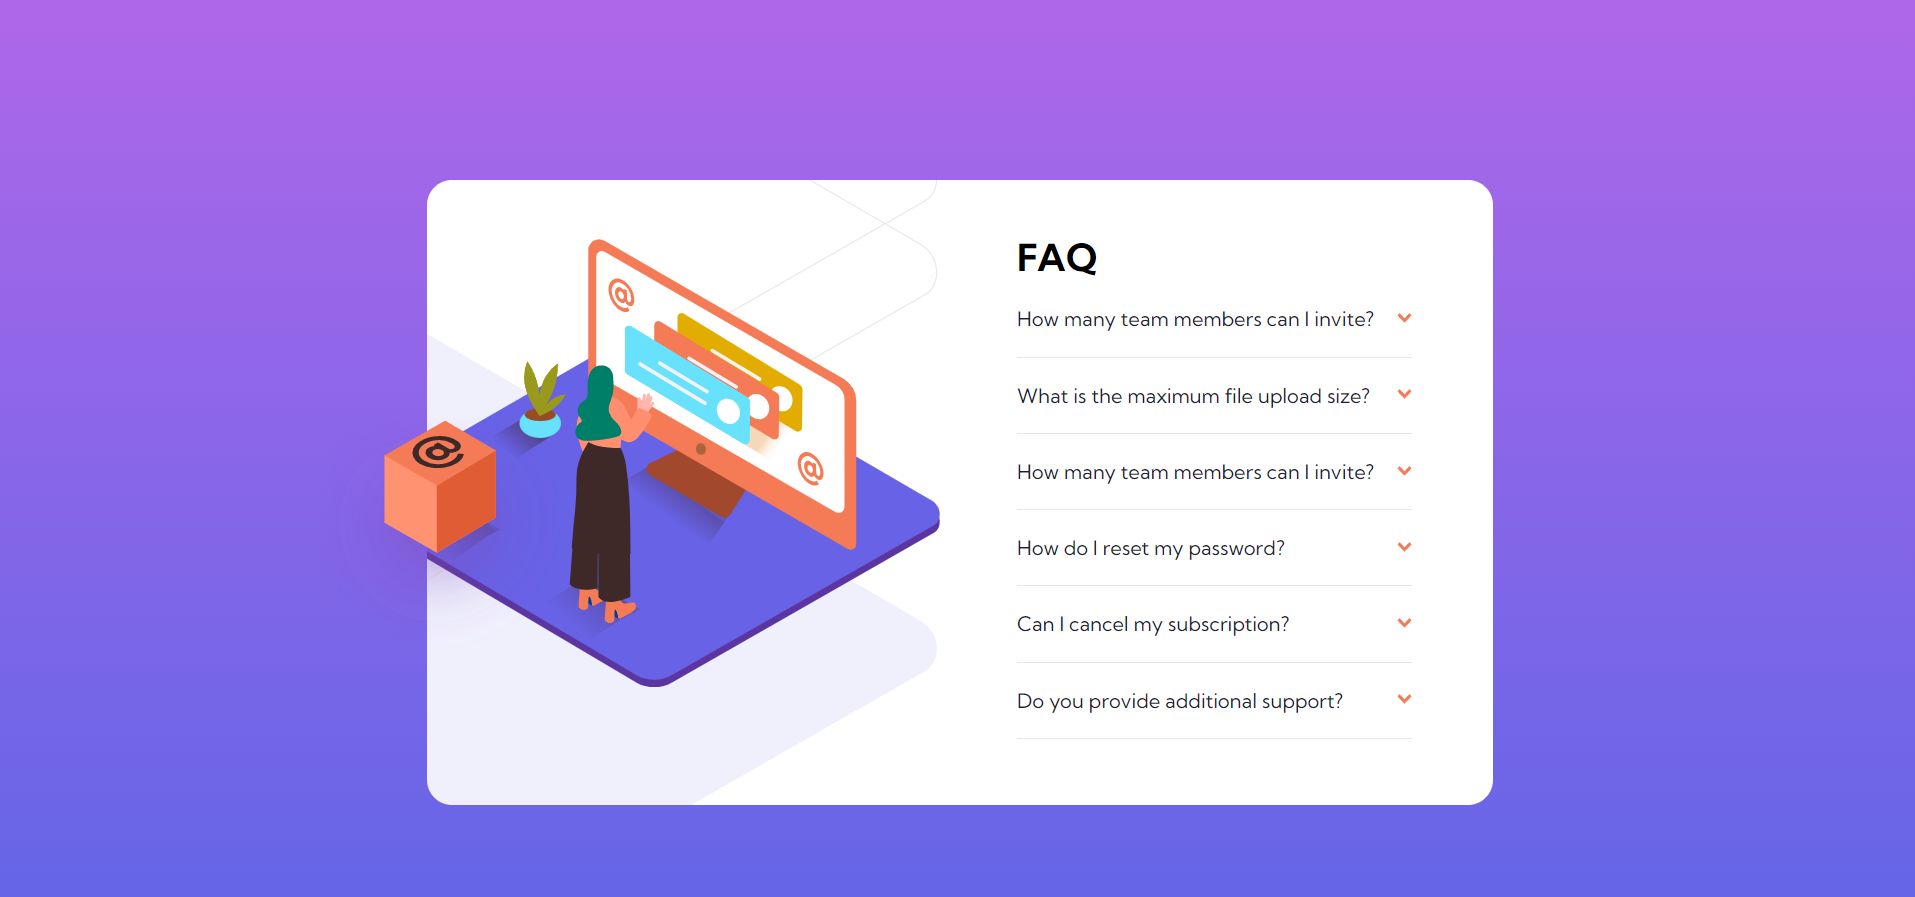 FAQ
How many team members can I invite?
What is the maximum file upload size?
How many team members can I invite?
How do I reset my password?
Can I cancel my subscription?
Do you provide additional support?
@
@
@